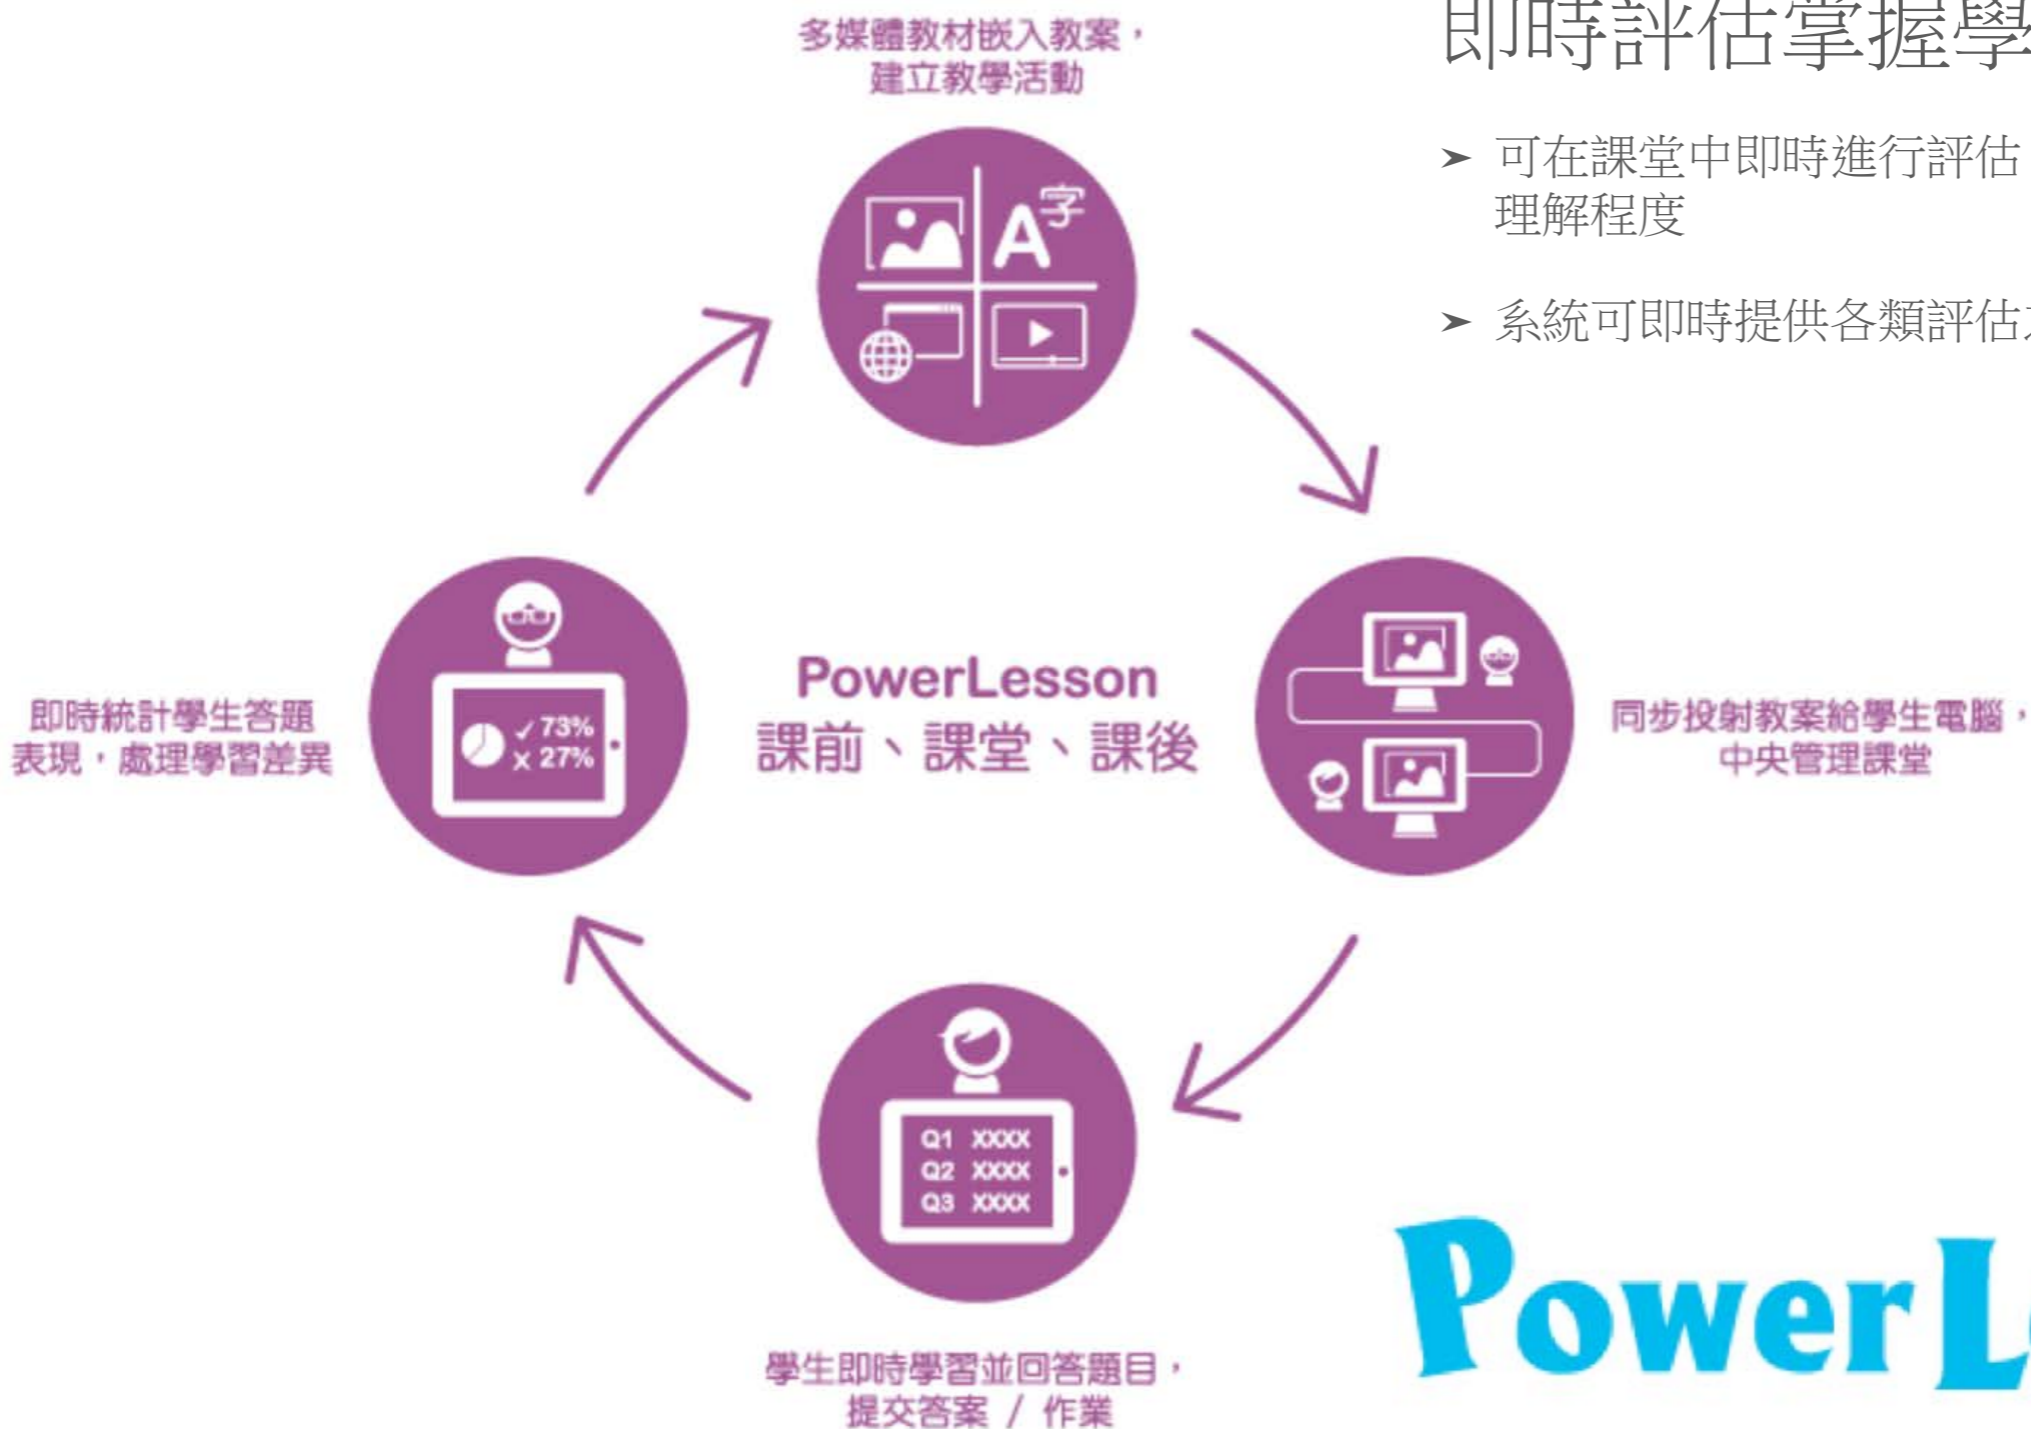 多媒體教材嵌入教案，
建立教學活動
A字
即時評估掌握學
➤ 可在課堂中即時進行評估
理解程度
➤ 系統可即時提供各類評估
PowerLesson
課前、課堂、課後
即時統計學生答題
表現，處理學習差異
✓ 73%
x 27%
同步投射教案給學生電腦，
中央管理課堂
Q1 XXXX
Q2 XXXX
Q3 XXXX
學生即時學習並回答題目，
提交答案 / 作業
Power L